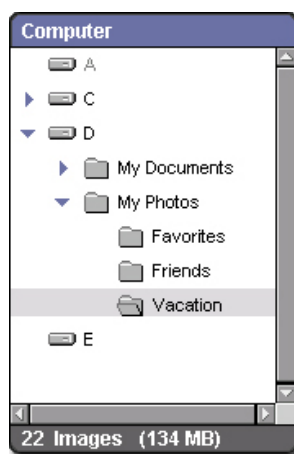 Computer
A
C
D
My Documents
My Photos
Favorites
Friends
Vacation
E
22 Images (134 MB)